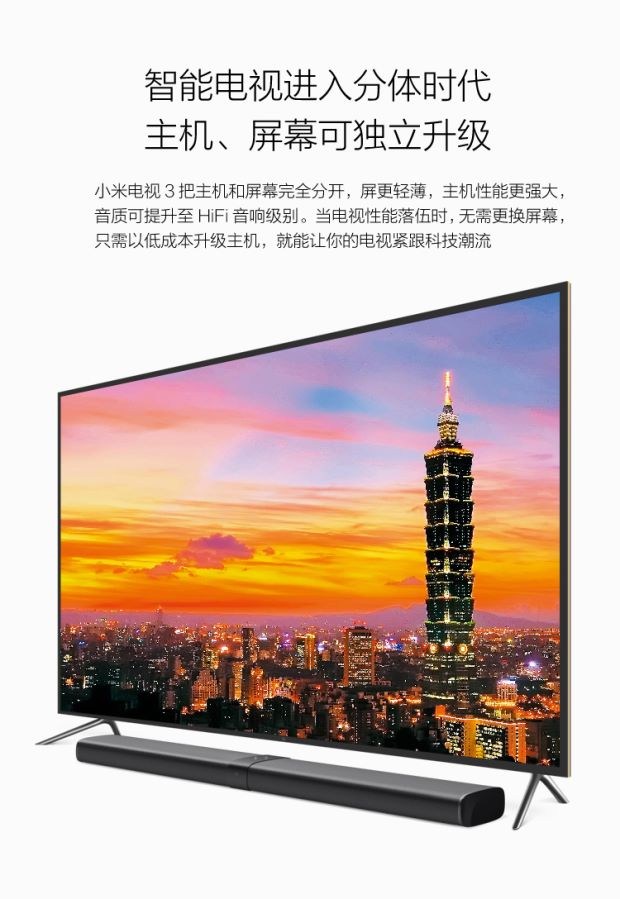 智能电视进入分体时代
主机、屏幕可独立升级
小米电视 3 把主机和屏幕完全分开，屏更轻薄，主机性能更强大，
音质可提升至 HiFi 音响级别。当电视性能落伍时，无需更换屏幕，
只需以低成本升级主机，就能让你的电视紧跟科技潮流